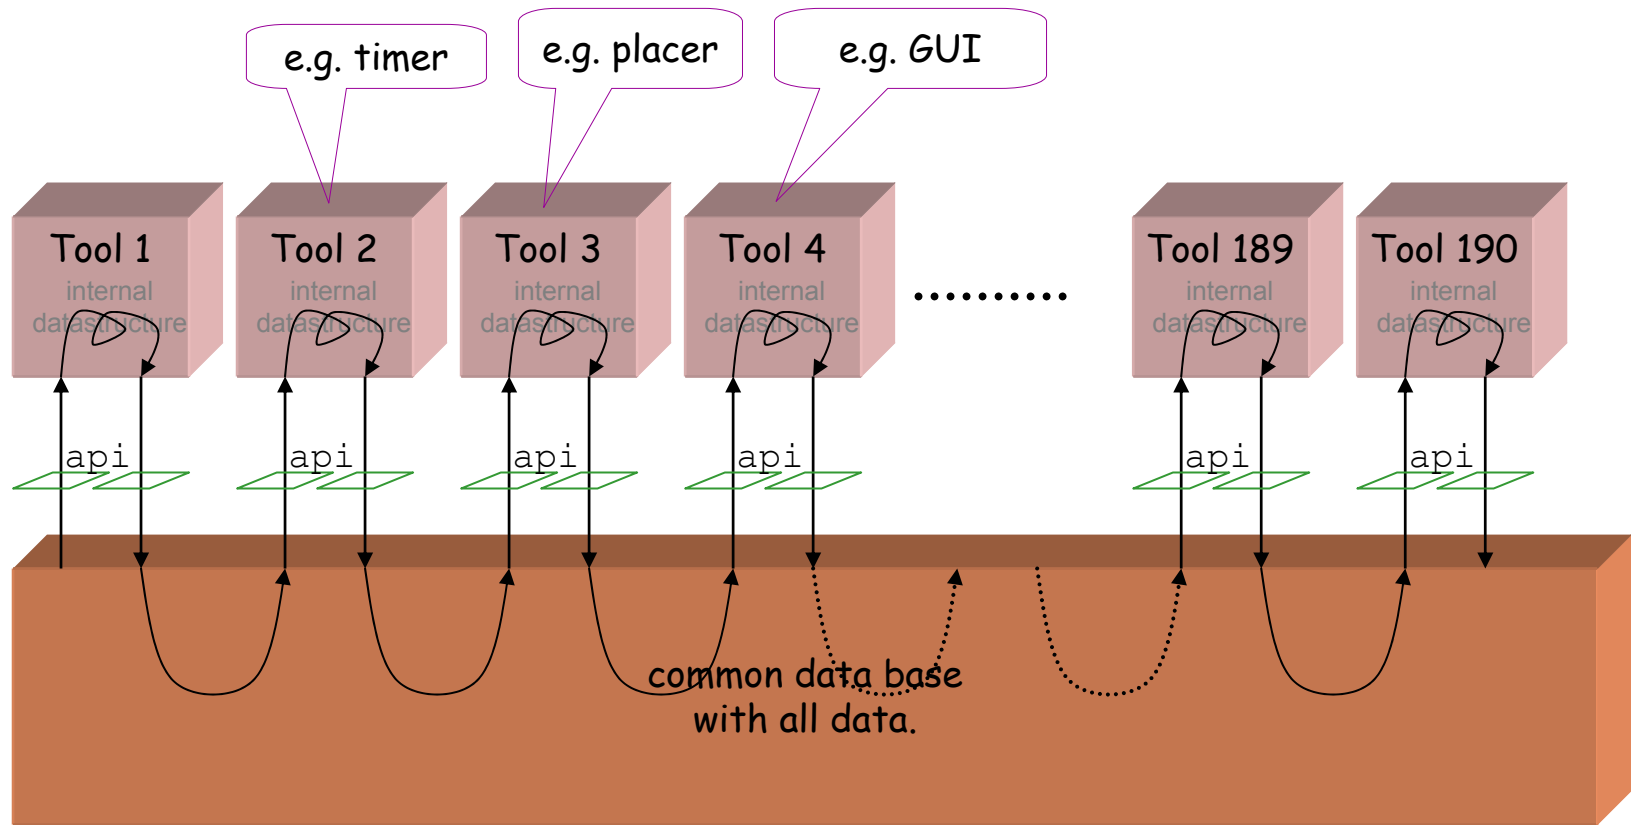 e.g. timer
e.g. placer
e.g. GUI
Tool 1
internal
datastructure
Tool 2
internal
datastructure
Tool 3
internal
datastructure
Tool 4
internal
datastructure
..........
Tool 189
internal
datastructure
Tool 190
internal
datastructure
api
api
api
api
api
api
common data base
with all data.